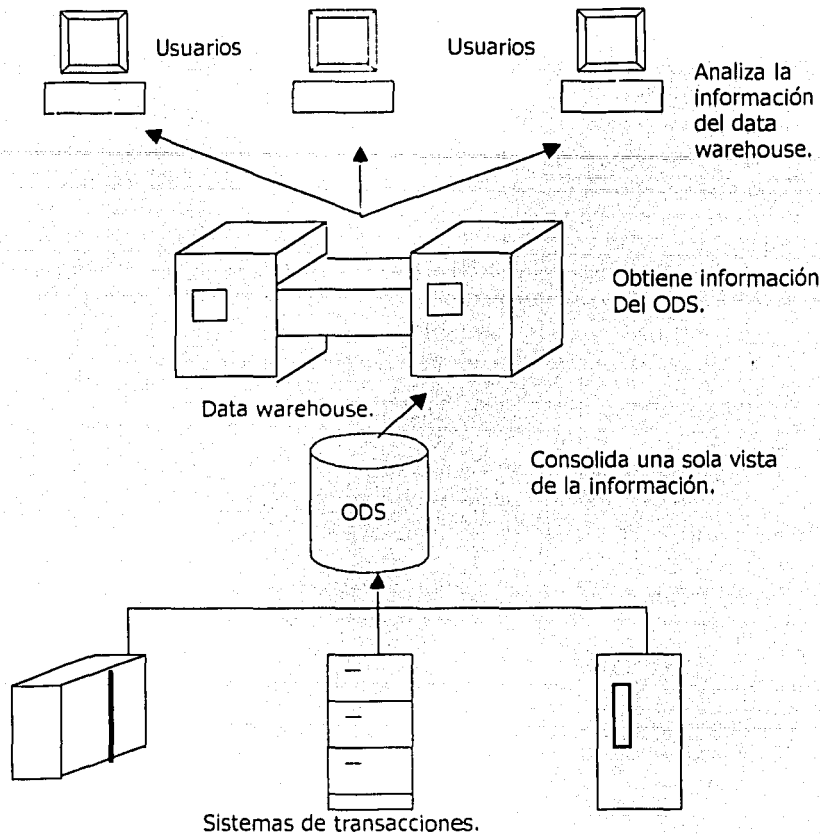 Usuarios
Usuarios
Analiza la
información
del data
warehouse.
Obtiene información
Del ODS.
Data warehouse.
Consolida una sola vista
de la información.
ODS
Sistemas de transacciones.